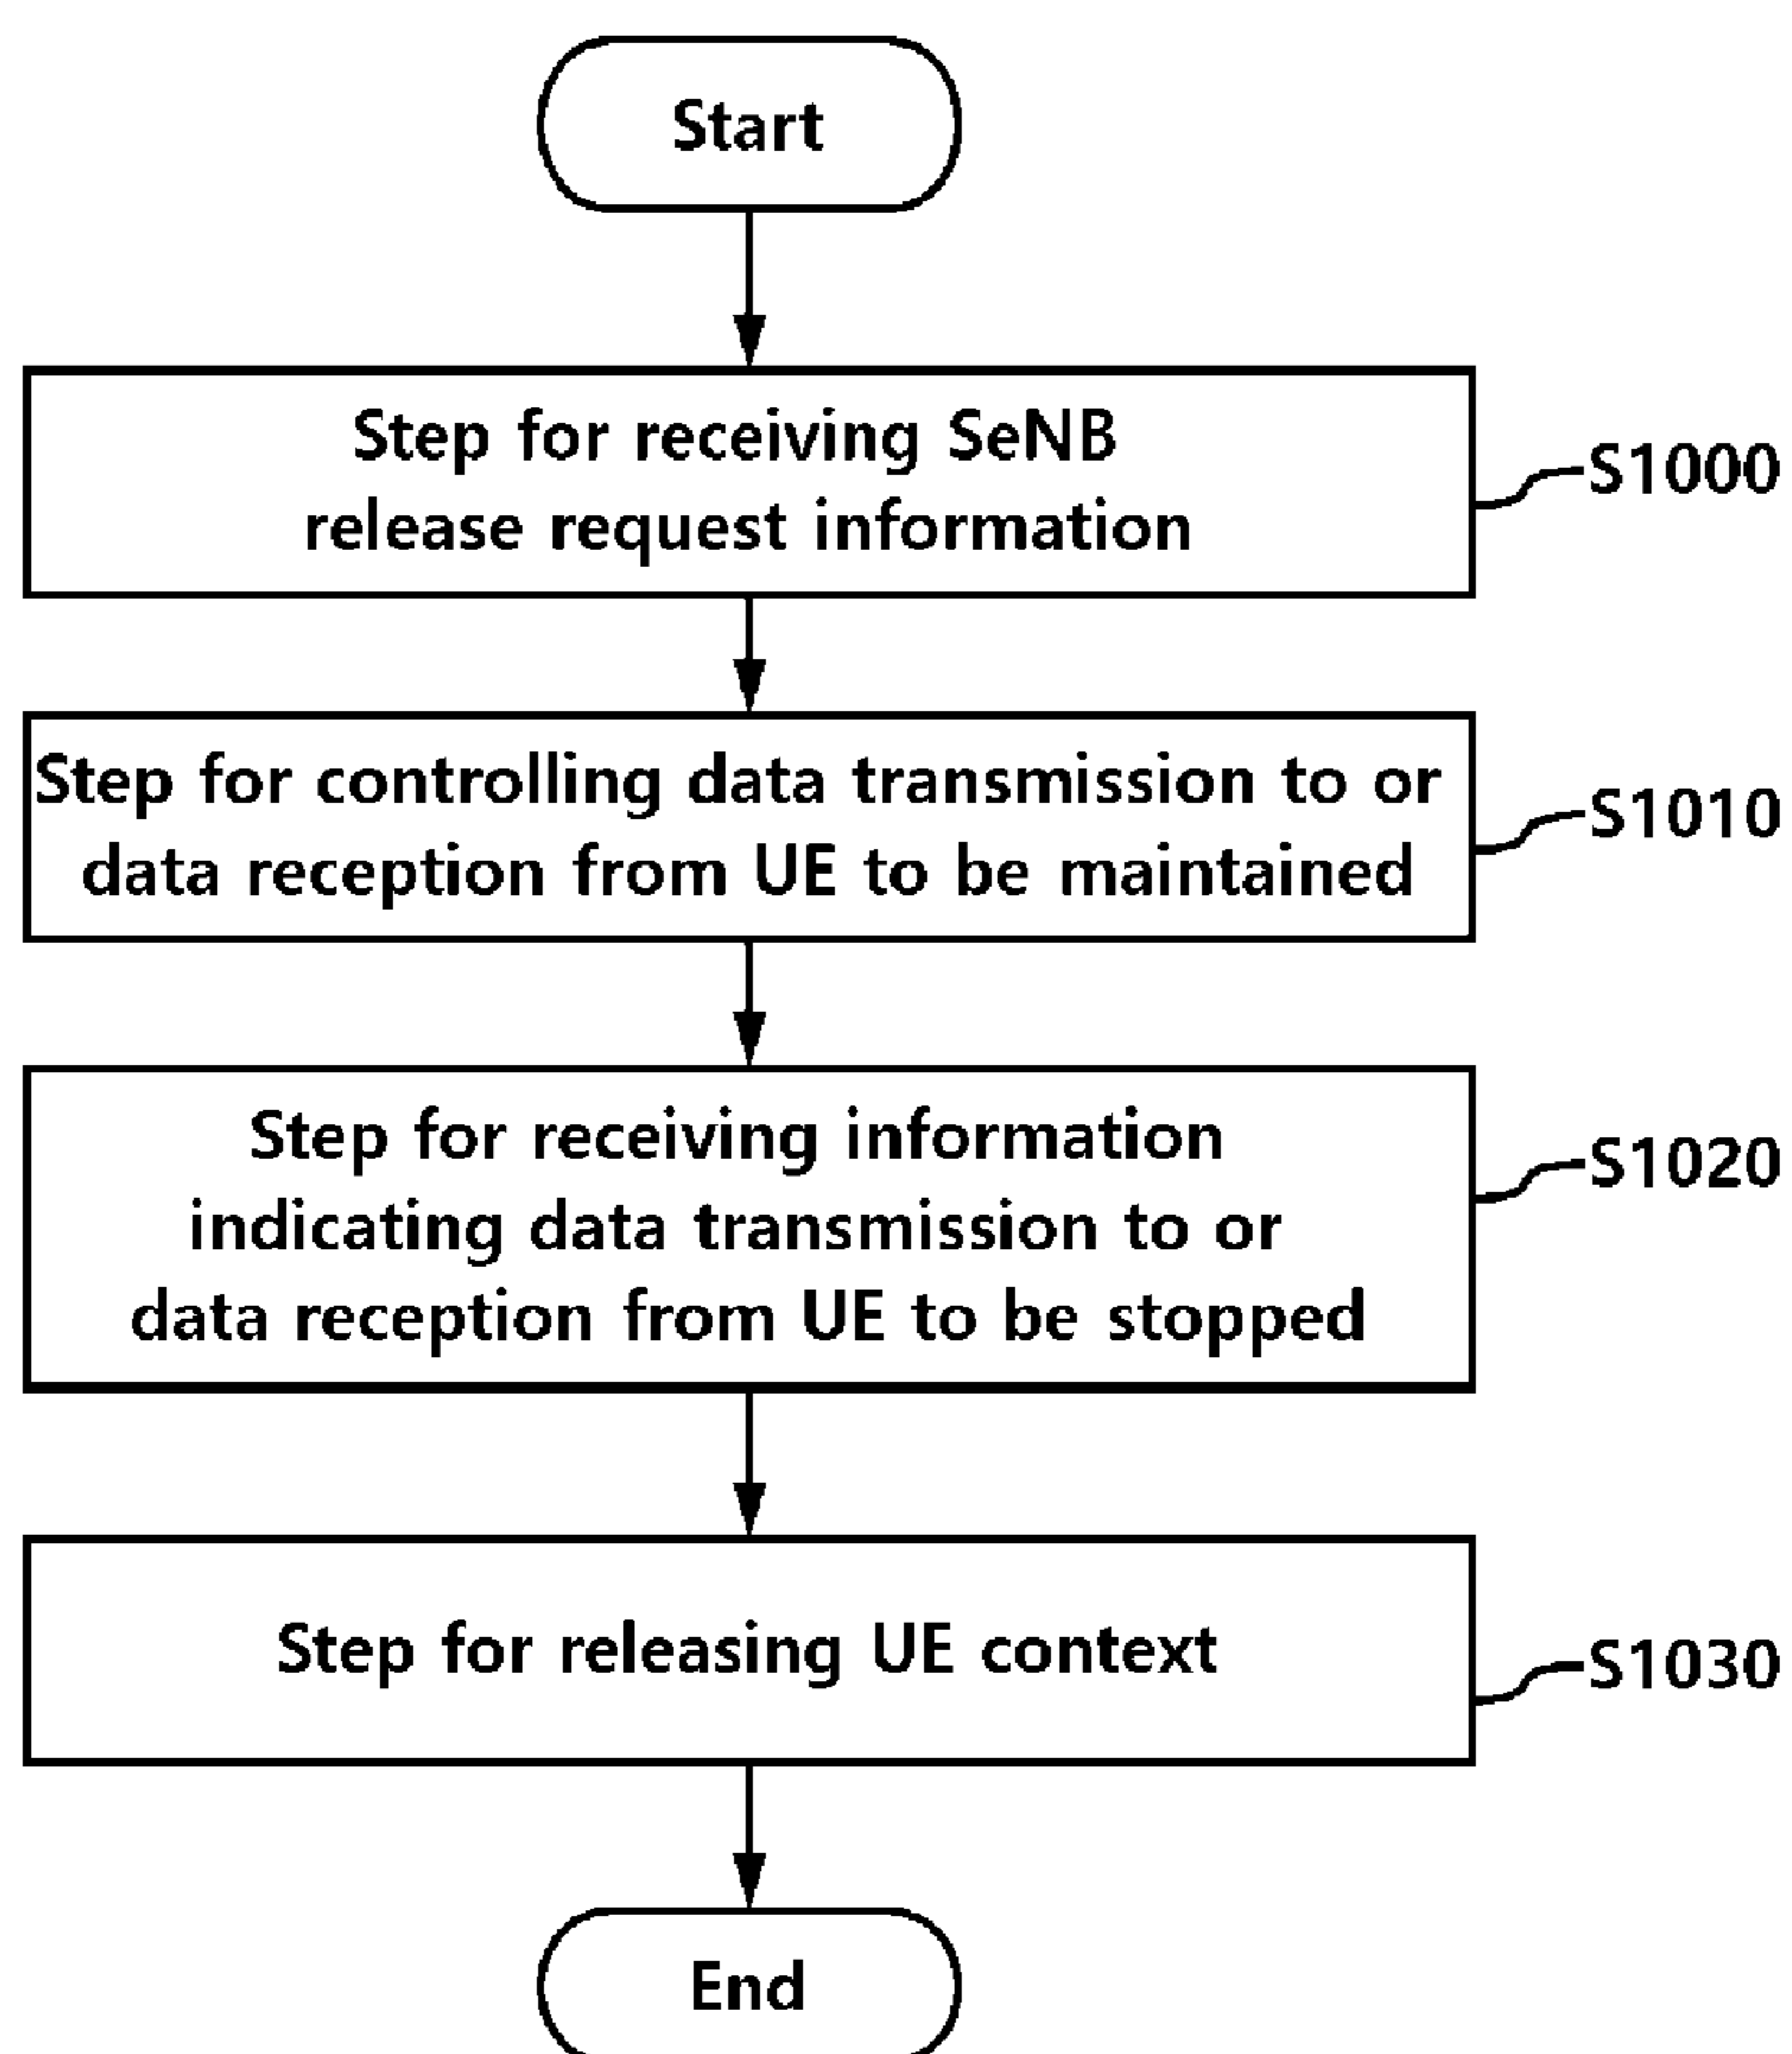 Start
Step for receiving SeNB
release request information
S1000
Step for controlling data transmission to or
data reception from UE to be maintained
S1010
Step for receiving information
indicating data transmission to or
data reception from UE to be stopped
S1020
Step for releasing UE context
S1030
End